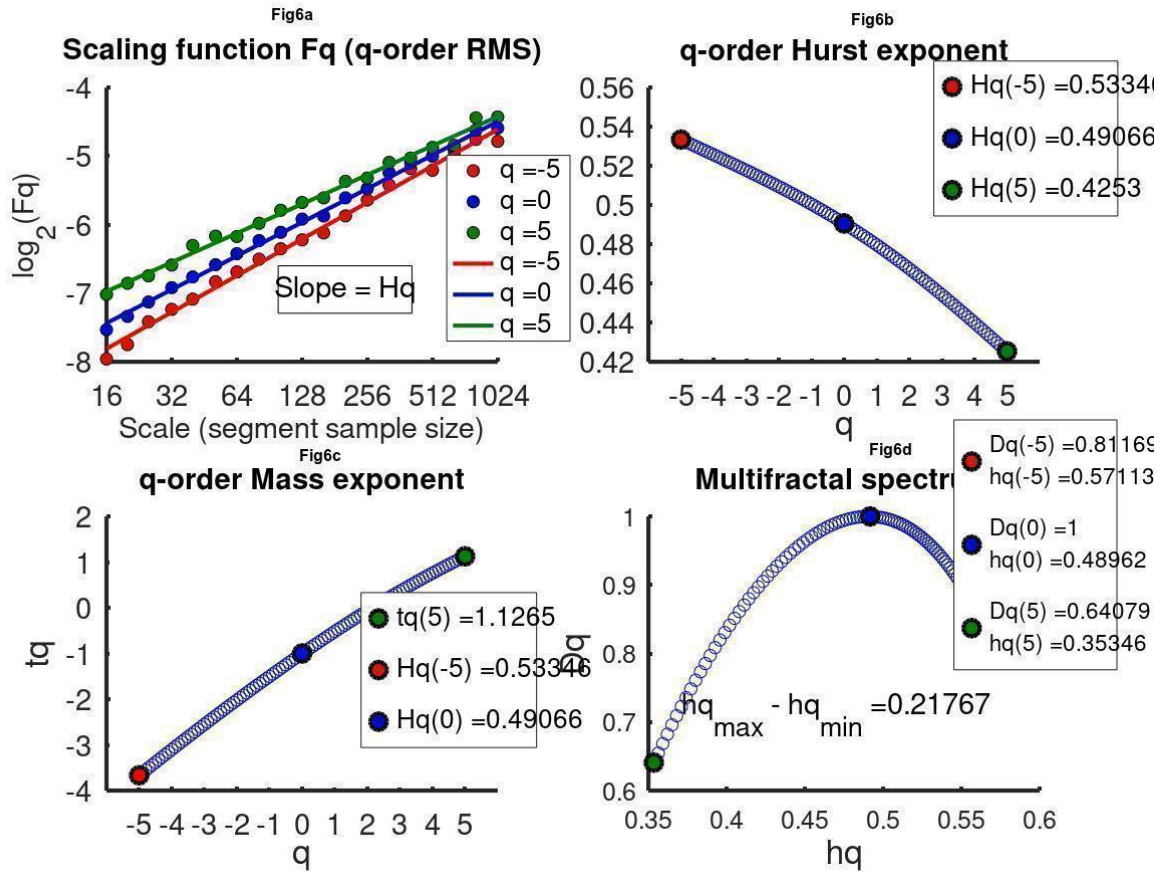 Fig6a
Scaling function Fq (q-order RMS)
-4
-5
-6
-7
-8
log2(Fq)
16 32 64 128 256 512 1024
Scale (segment sample size)
q =-5
q =0
q =5
q =-5
q =0
q =5
Slope = Hq
Fig6b
q-order Hurst exponent
0.56
0.54
0.52
0.5
0.48
0.46
0.44
0.42
-5 -4 -3 -2 -1 0 1 2 3 4 5
q
Hq(-5) =0.53346
Hq(0) =0.49066
Hq(5) =0.4253
Fig6c
q-order Mass exponent
2
1
0
-1
-2
-3
-4
tq
-5 -4 -3 -2 -1 0 1 2 3 4 5
q
tq(5) =1.1265
Hq(-5) =0.53346
Hq(0) =0.49066
Fig6d
Multifractal
1
0.9
0.8
0.7
0.6
Dq
0.35 0.4 0.45 0.5 0.55 0.6
hq
Dq(-5) =0.81169
hq(-5) =0.57113
Dq(0) =1
hq(0) =0.48962
Dq(5) =0.64079
hq(5) =0.35346
hqmax - hqmin =0.21767